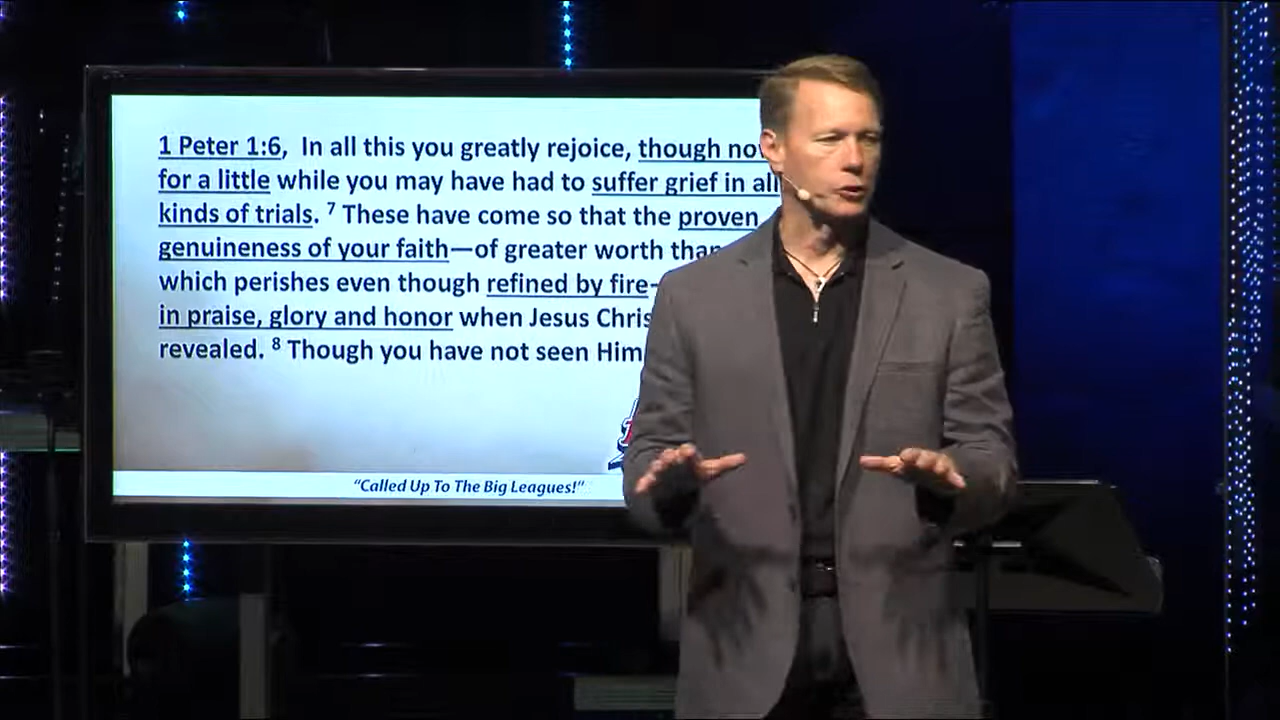 1 Peter 1:6, In all this you greatly rejoice, though
for a little while you may have had to suffer grief in all
kinds of trials. ⁷ These have come so that the proven
genuineness of your faith—of greater worth than
which perishes even though refined by fire—
in praise, glory and honor when Jesus
revealed. ⁸ Though you have not seen Him
“Called Up To The Big Leagues!”